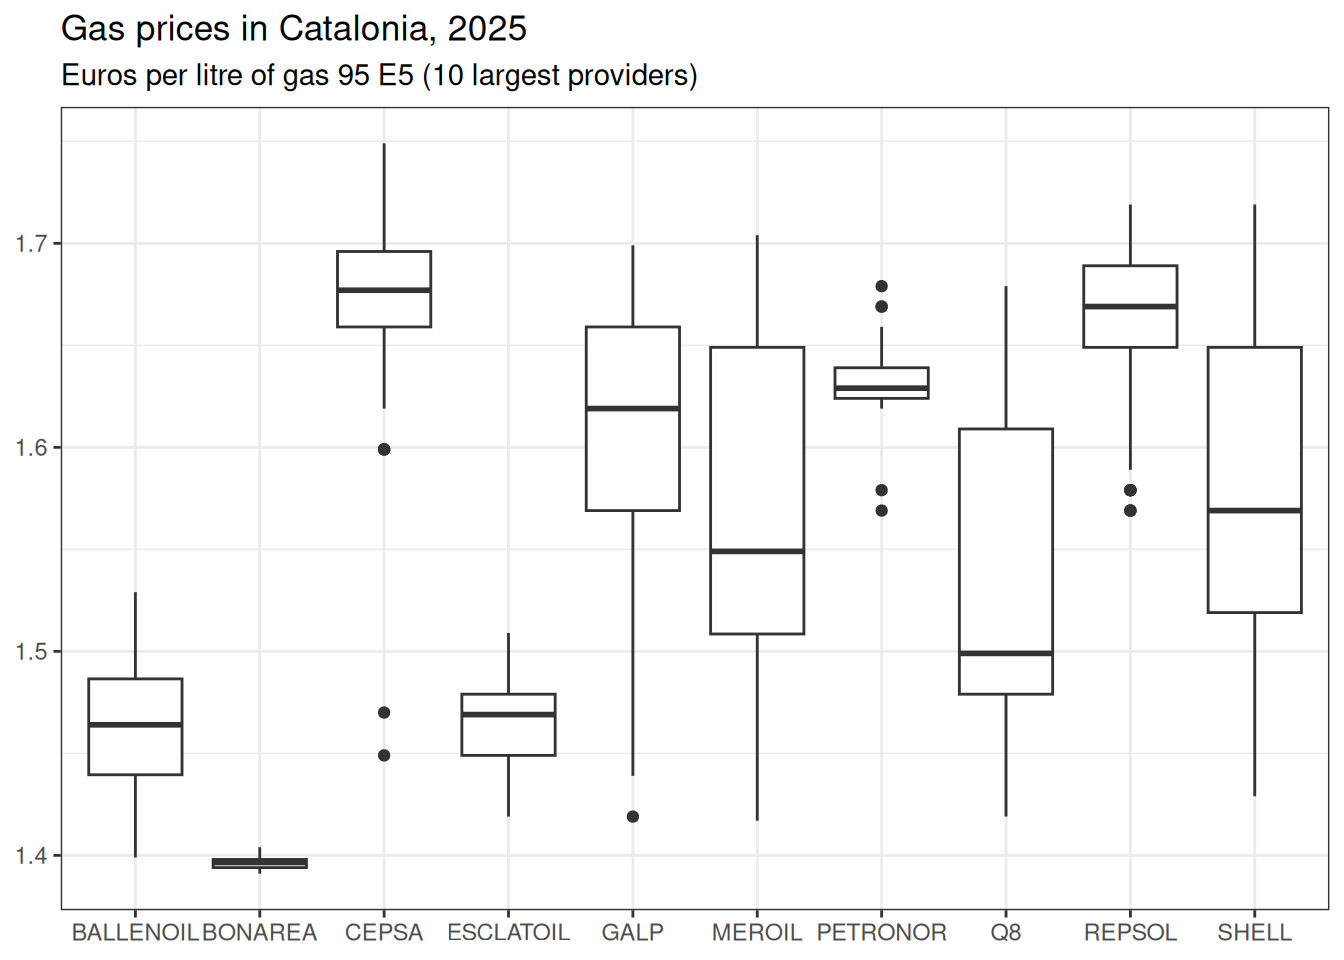 Gas prices in Catalonia, 2025
Euros per litre of gas 95 E5 (10 largest providers)
1.7
1.6
1.5
1.4
BALLENOIL BONAREA CEPSA ESCLATOIL GALP MEROIL PETRONOR Q8 REPSOL SHELL